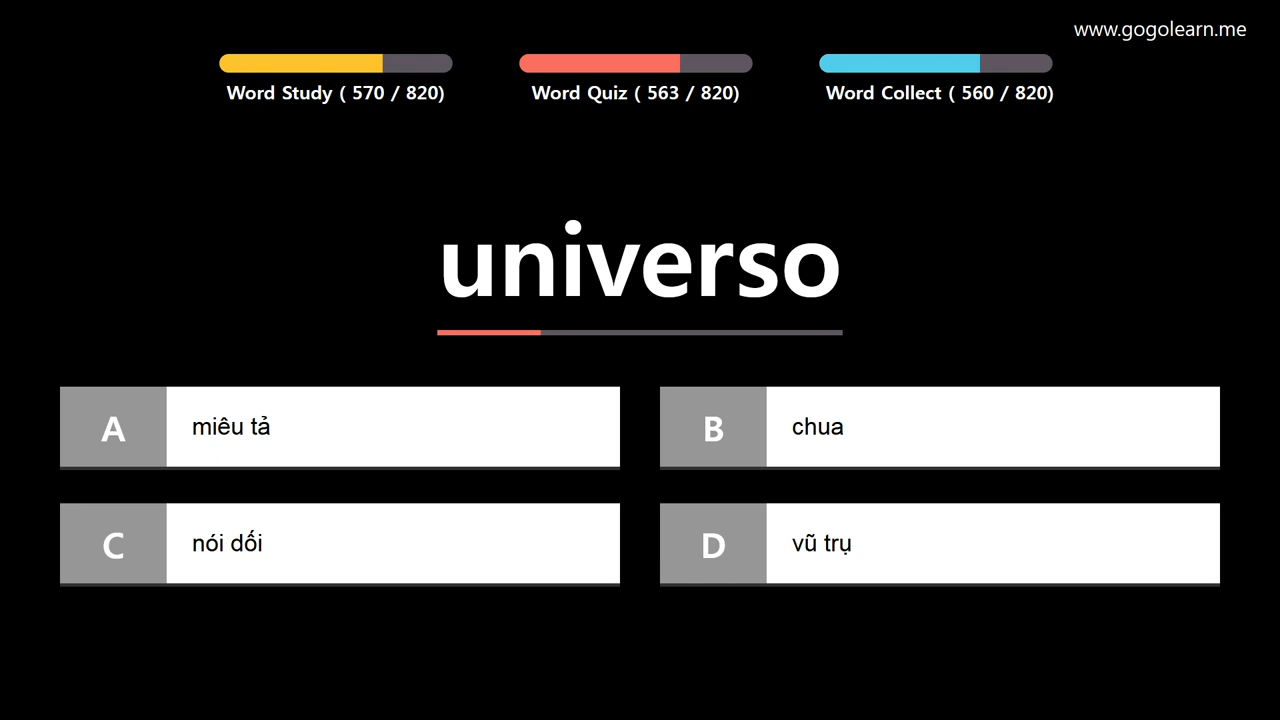 www.gogolearn.me
Word Study ( 570 / 820)
Word Quiz ( 563 / 820)
Word Collect ( 560 / 820)
universo
A miêu tả
B chua
C nói dối
D vũ trụ